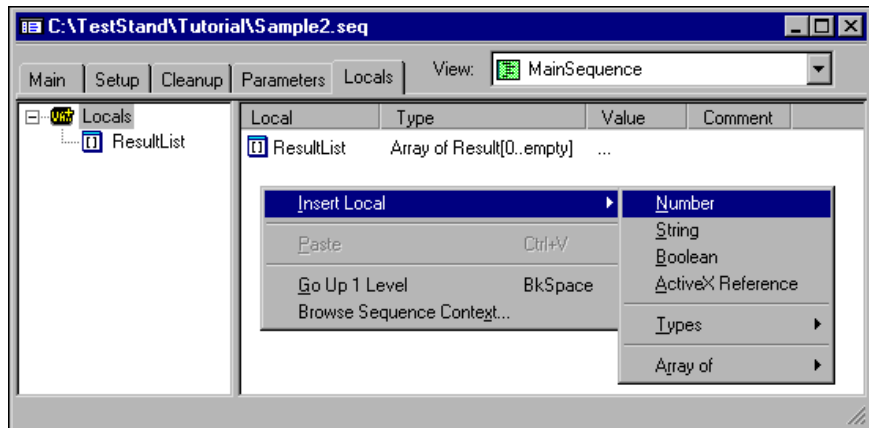 C:\TestStand\Tutorial\Sample2.seq
Main Setup Cleanup Parameters Locals View: MainSequence
Locals Local Type Value Comment
ResultList ResultList Array of Result[0..empty] ...
Insert Local Number
String
Paste Ctrl+V Boolean
Go Up 1 Level BkSpace ActiveX Reference
Browse Sequence Context...
Types
Array of